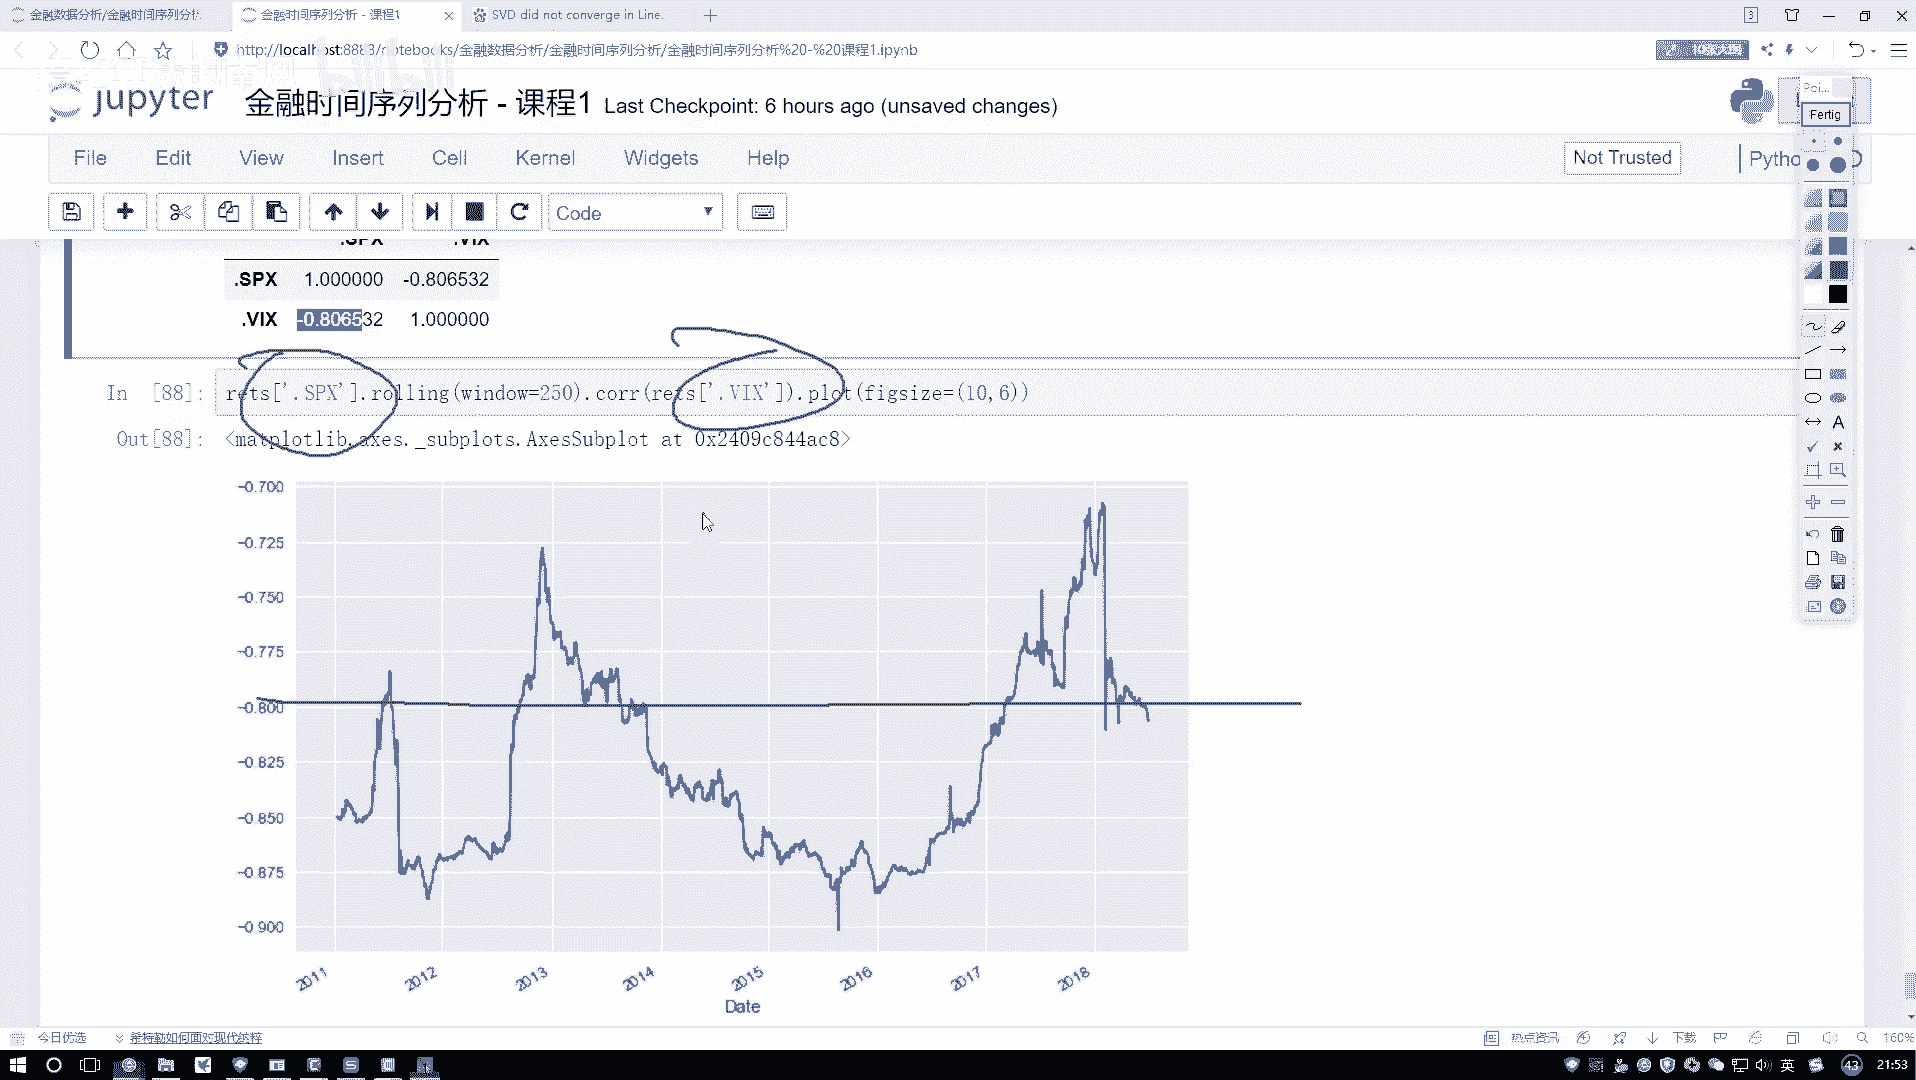 金融数据分析/金融时间序列分析
金融时间序列分析 - 课程1
SVD did not converge in Line.
3
http://localhost:8888/notebooks/金融数据分析/金融时间序列分析/金融时间序列分析%20-%20课程1.ipynb
jupyter
金融时间序列分析 - 课程1 Last Checkpoint: 6 hours ago (unsaved changes)
Poi...
Fertig
File Edit View Insert Cell Kernel Widgets Help
Not Trusted
Code
.SPX .VIX
.SPX 1.000000 -0.806532
.VIX -0.806532 1.000000
In [88]: rets['.SPX'].rolling(window=250).corr(rets['.VIX']).plot(figsize=(10,6))
Out[88]: <matplotlib.axes._subplots.AxesSubplot at 0x2409c844ac8>
-0.700
-0.725
-0.750
-0.775
-0.800
-0.825
-0.850
-0.875
-0.900
2011 2012 2013 2014 2015 2016 2017 2018
Date
今日优选
希特勒如何面对现代纳粹
热点资讯
下载
160%
英
43
21:53